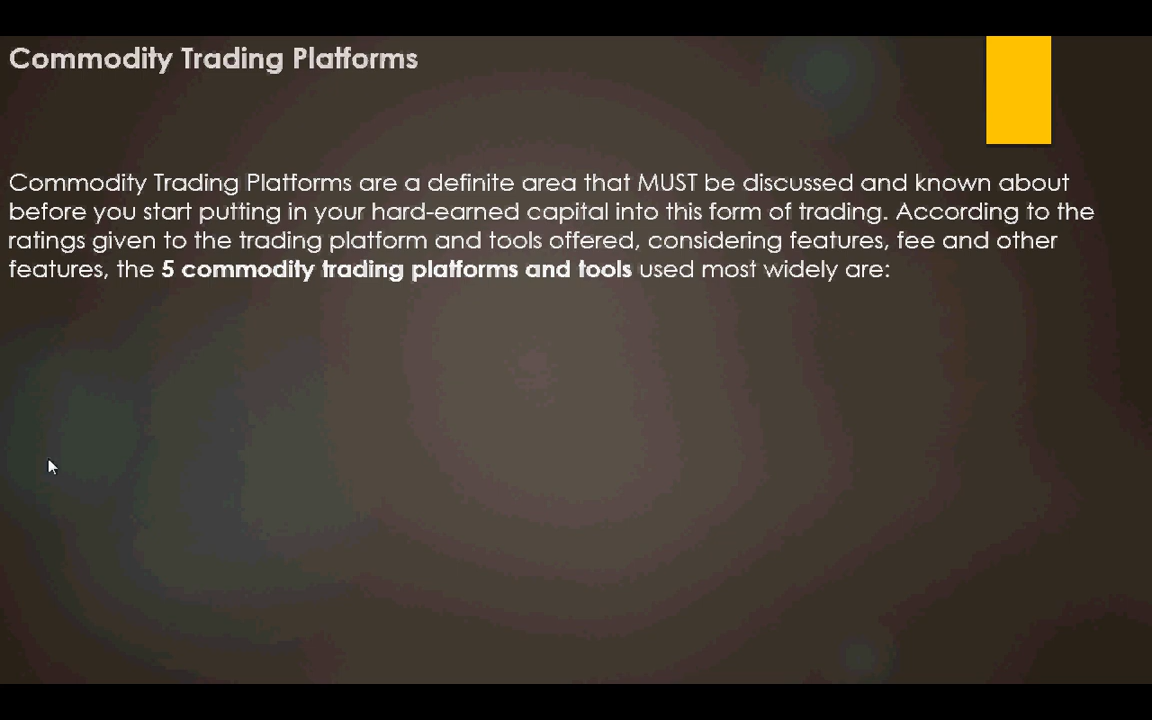 Commodity Trading Platforms
Commodity Trading Platforms are a definite area that MUST be discussed and known about
before you start putting in your hard-earned capital into this form of trading. According to the
ratings given to the trading platform and tools offered, considering features, fee and other
features, the 5 commodity trading platforms and tools used most widely are: